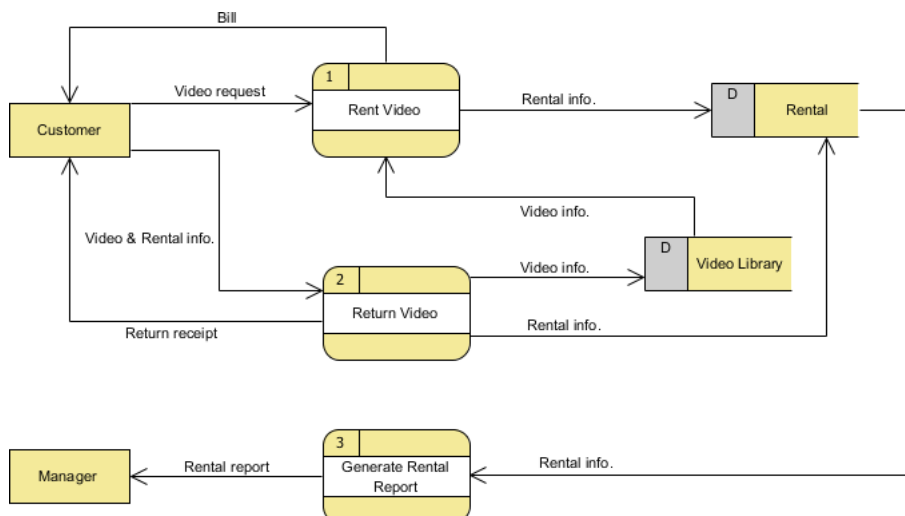 Bill
1
Video request
Rent Video
Rental info.
D
Rental
Customer
Video info.
Video & Rental info.
D
Video Library
Video info.
2
Return Video
Return receipt
Rental info.
3
Manager
Rental report
Generate Rental
Report
Rental info.